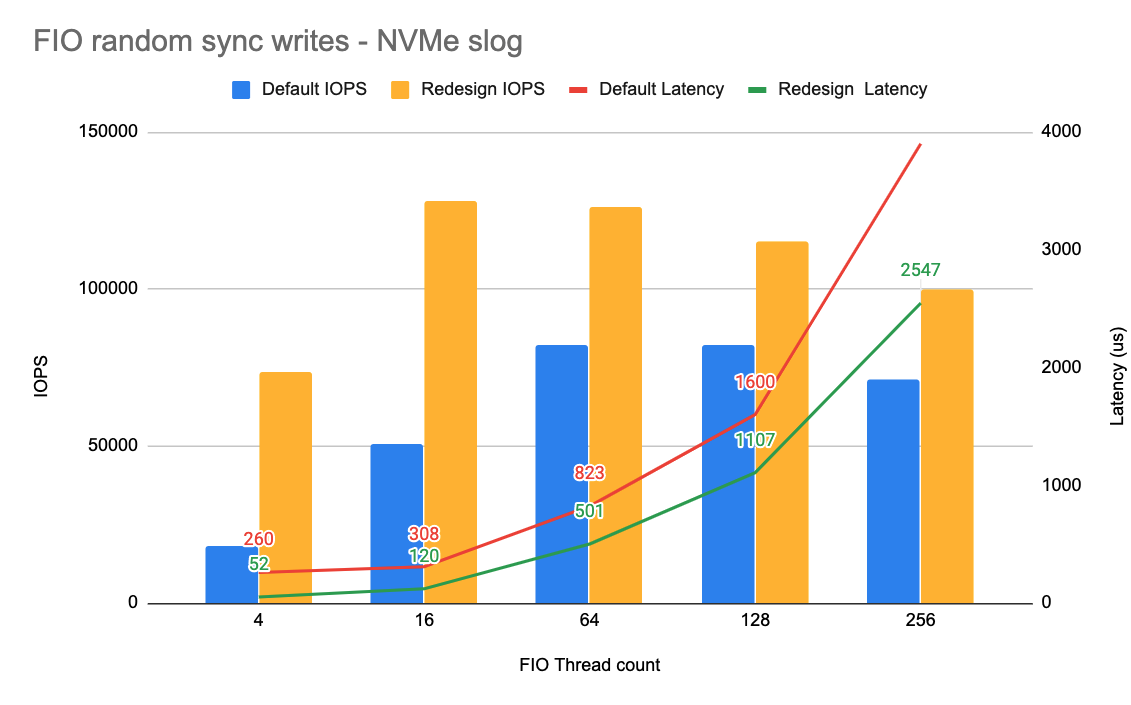 FIO random sync writes - NVMe slog
Default IOPS Redesign IOPS Default Latency Redesign Latency
150000 4000
3000
100000 2547
2000
1600
IOPS Latency (us)
1107
50000
823
1000
501
260 308
52 120
0 0
4 16 64 128 256
FIO Thread count